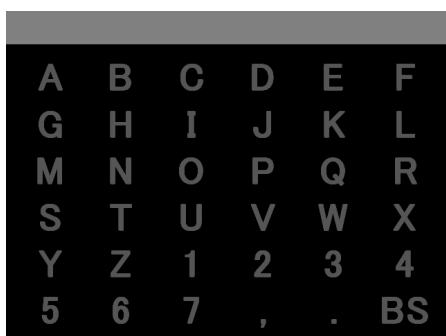 A B C D E F
G H I J K L
M N O P Q R
S T U V W X
Y Z 1 2 3 4
5 6 7 , . BS